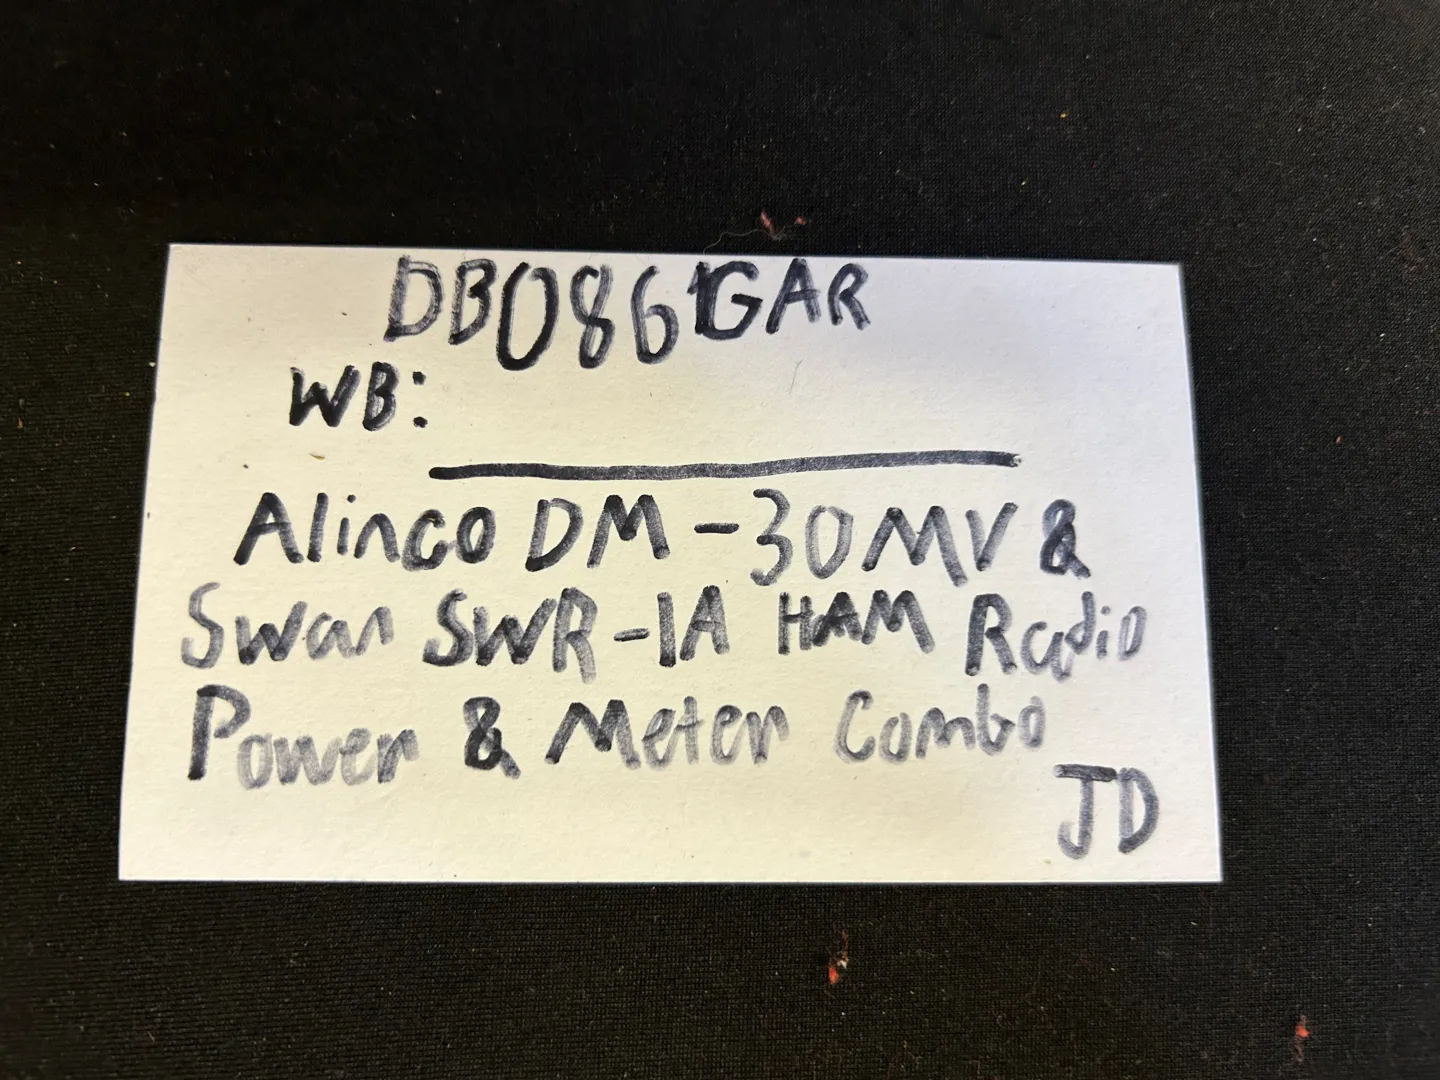 DB0861GAR
WB:
Alinco DM-30MV &
Swan SWR-1A HAM Radio
Power & Meter Combo
JD